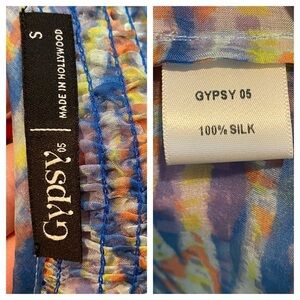 Gypsy 05
MADE IN HOLLYWOOD
S
GYPSY 05
100% SILK